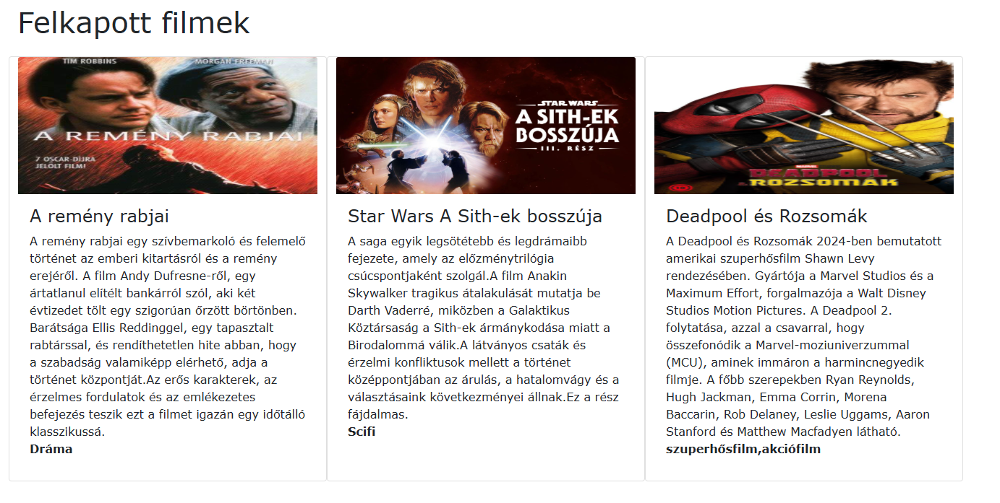 Felkapott filmek
TIM ROBBINS
MORGAN FREEMAN
A REMÉNY RABJAI
7 OSCAR-DÍJRA
JELÖLT FILM!
A remény rabjai
A remény rabjai egy szívbemarkoló és felemelő
történet az emberi kitartásról és a remény
erejéről. A film Andy Dufresne-ről, egy
ártatlanul elítélt bankárról szól, aki két
évtizedet tölt egy szigorúan őrzött börtönben.
Barátsága Ellis Reddinggel, egy tapasztalt
rabtárssal, és rendíthetetlen hite abban, hogy
a szabadság valamiképp elérhető, adja a
történet központját.Az erős karakterek, az
érzelmes fordulatok és az emlékezetes
befejezés teszik ezt a filmet igazán egy időtálló
klasszikussá.
Dráma
STAR WARS
A SITH-EK
BOSSZÚJA
III. RÉSZ
Star Wars A Sith-ek bosszúja
A saga egyik legsötétebb és legdrámaibb
fejezete, amely az előzménytrilógia
csúcspontjaként szolgál.A film Anakin
Skywalker tragikus átalakulását mutatja be
Darth Vaderré, miközben a Galaktikus
Köztársaság a Sith-ek ármánykodása miatt a
Birodalommá válik.A látványos csaták és
érzelmi konfliktusok mellett a történet
középpontjában az árulás, a hatalomvágy és a
választásaink következményei állnak.Ez a rész
fájdalmas.
Scifi
MARVEL
DEADPOOL
ROZSOMÁK
Deadpool és Rozsomák
A Deadpool és Rozsomák 2024-ben bemutatott
amerikai szuperhősfilm Shawn Levy
rendezésében. Gyártója a Marvel Studios és a
Maximum Effort, forgalmazója a Walt Disney
Studios Motion Pictures. A Deadpool 2.
folytatása, azzal a csavarral, hogy
összefonódik a Marvel-moziuniverzummal
(MCU), aminek immáron a harmincnegyedik
filmje. A főbb szerepekben Ryan Reynolds,
Hugh Jackman, Emma Corrin, Morena
Baccarin, Rob Delaney, Leslie Uggams, Aaron
Stanford és Matthew Macfadyen látható.
szuperhősfilm,akciófilm